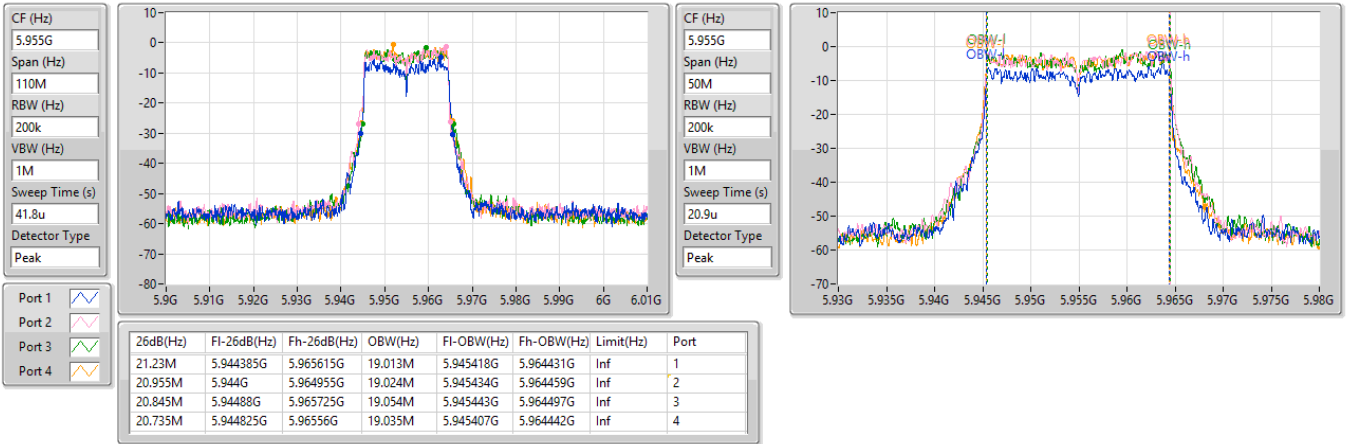 CF (Hz)
5.955G
Span (Hz)
110M
RBW (Hz)
200k
VBW (Hz)
1M
Sweep Time (s)
41.8u
Detector Type
Peak
10
0
-10
-20
-30
-40
-50
-60
-70
-80
5.9G 5.91G 5.92G 5.93G 5.94G 5.95G 5.96G 5.97G 5.98G 5.99G 6G 6.01G
CF (Hz)
5.955G
Span (Hz)
50M
RBW (Hz)
200k
VBW (Hz)
1M
Sweep Time (s)
20.9u
Detector Type
Peak
10
0
-10
-20
-30
-40
-50
-60
-70
OBW-l OBW-h
OBW-h
OBW-l OBW-h
5.93G 5.935G 5.94G 5.945G 5.95G 5.955G 5.96G 5.965G 5.97G 5.975G 5.98G
Port 1
Port 2
Port 3
Port 4
26dB(Hz) Fl-26dB(Hz) Fh-26dB(Hz) OBW(Hz) Fl-OBW(Hz) Fh-OBW(Hz) Limit(Hz) Port
21.23M 5.944385G 5.965615G 19.013M 5.945418G 5.964431G Inf 1
20.955M 5.944G 5.964955G 19.024M 5.945434G 5.964459G Inf 2
20.845M 5.94488G 5.965725G 19.054M 5.945443G 5.964497G Inf 3
20.735M 5.944825G 5.96556G 19.035M 5.945407G 5.964442G Inf 4